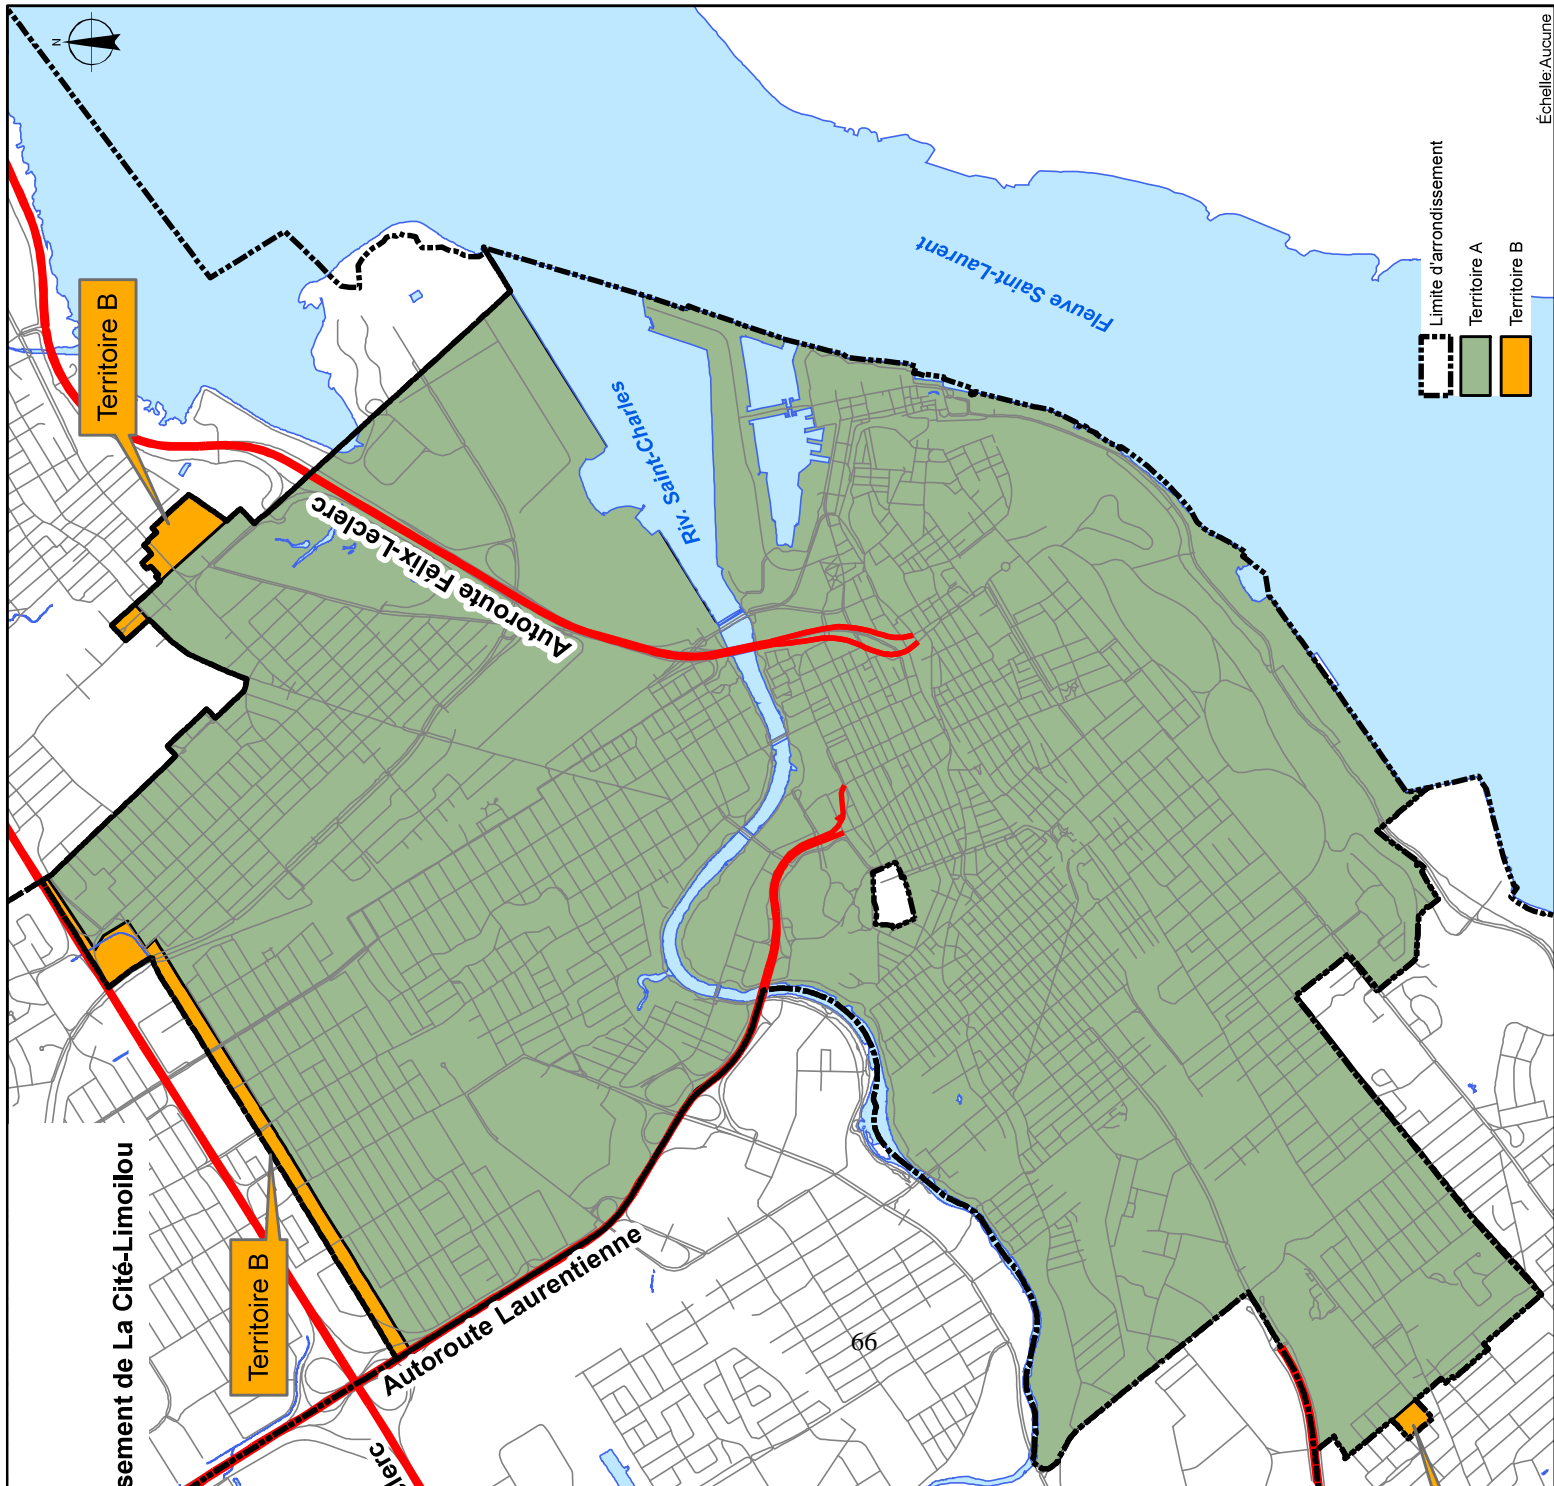 sement de La Cité-Limoilou
N
Territoire B
Territoire B
Autoroute Félix-Leclerc
Riv. Saint-Charles
Fleuve Saint-Laurent
Autoroute Laurentienne
lerc
66
Limite d'arrondissement
Territoire A
Territoire B
Échelle:Aucune